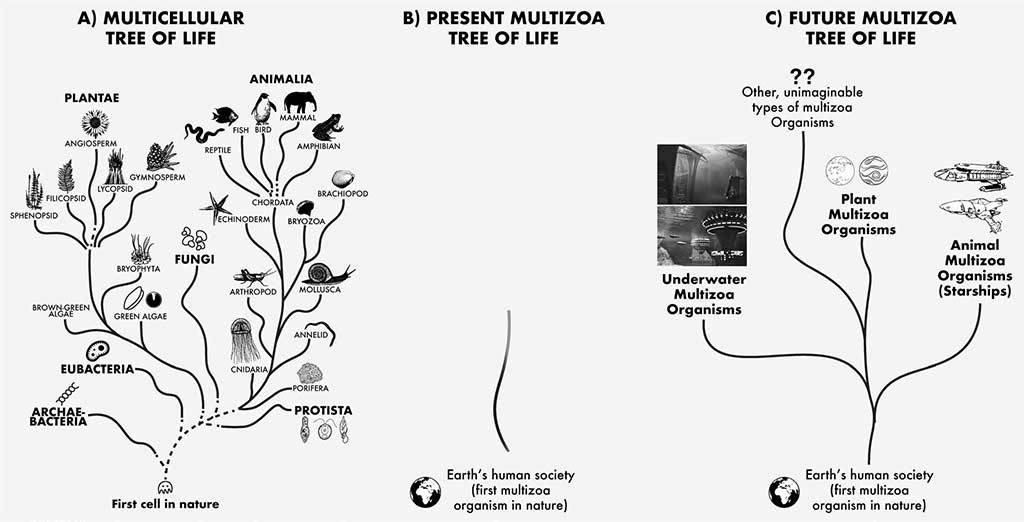 A) MULTICELLULAR
TREE OF LIFE
ANIMALIA
PLANTAE
ANGIOSPERM
FISH
BIRD
MAMMAL
REPTILE
AMPHIBIAN
GYMNOSPERM
LYCOPSID
FILICOPSID
SPHENOPSID
CHORDATA
BRACHIOPOD
ECHINODERM
BRYOZOA
FUNGI
BRYOPHYTA
ARTHROPOD
MOLLUSCA
BROWN-GREEN
ALGAE
GREEN ALGAE
ANNELID
EUBACTERIA
CNIDARIA
PORIFERA
ARCHAE-
BACTERIA
PROTISTA
First cell in nature
B) PRESENT MULTIZOA
TREE OF LIFE
Earth's human society
(first multizoa
organism in nature)
C) FUTURE MULTIZOA
TREE OF LIFE
??
Other, unimaginable
types of multizoa
Organisms
Plant
Multizoa
Organisms
Underwater
Multizoa
Organisms
Animal
Multizoa
Organisms
(Starships)
Earth's human society
(first multizoa
organism in nature)